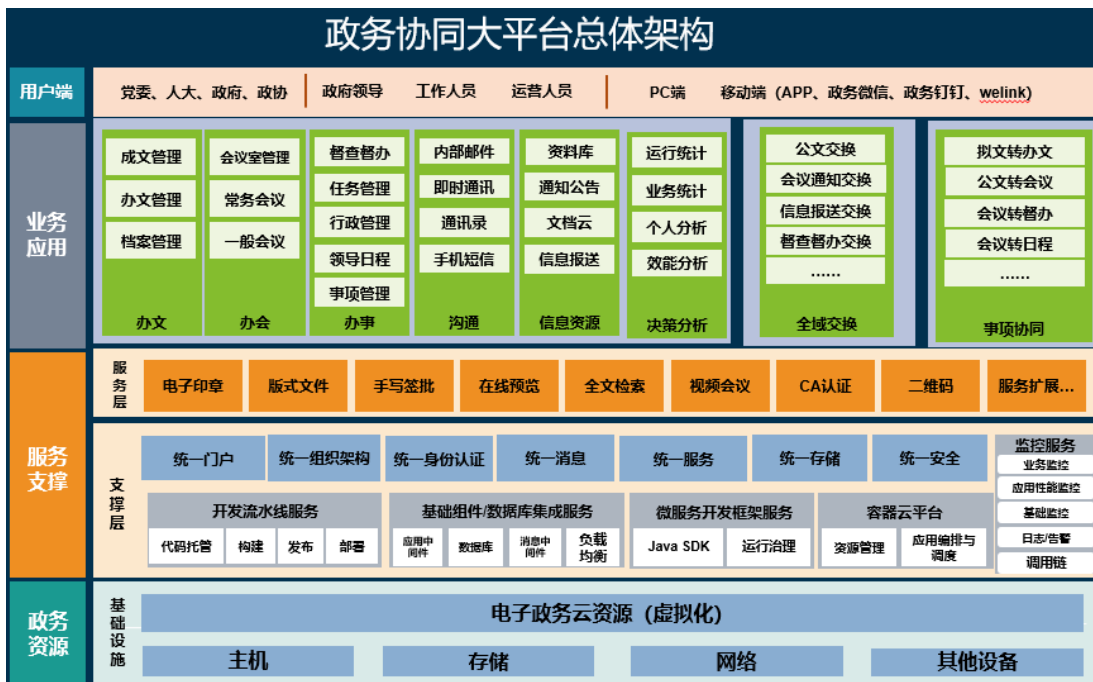 政务协同大平台总体架构
用户端
党委、人大、政府、政协
政府领导
工作人员
运营人员
PC端
移动端（APP、政务微信、政务钉钉、welink)
业务
应用
成文管理
办文管理
档案管理
办文
会议室管理
常务会议
一般会议
办会
督查督办
任务管理
行政管理
领导日程
事项管理
办事
内部邮件
即时通讯
通讯录
手机短信
沟通
资料库
通知公告
文档云
信息报送
信息资源
运行统计
业务统计
个人分析
效能分析
决策分析
公文交换
会议通知交换
信息报送交换
督查督办交换
......
全域交换
拟文转办文
公文转会议
会议转督办
会议转日程
......
事项协同
服务
支撑
服
务
层
电子印章
版式文件
手写签批
在线预览
全文检索
视频会议
CA认证
二维码
服务扩展...
支
撑
层
统一门户
统一组织架构
统一身份认证
统一消息
统一服务
统一存储
统一安全
开发流水线服务
代码托管
构建
发布
部署
基础组件/数据库集成服务
应用中
间件
数据库
消息中
间件
负载
均衡
微服务开发框架服务
Java SDK
运行治理
容器云平台
资源管理
应用编排与
调度
监控服务
业务监控
应用性能监控
基础监控
日志/告警
调用链
政务
资源
基
础
设
施
电子政务云资源（虚拟化)
主机
存储
网络
其他设备